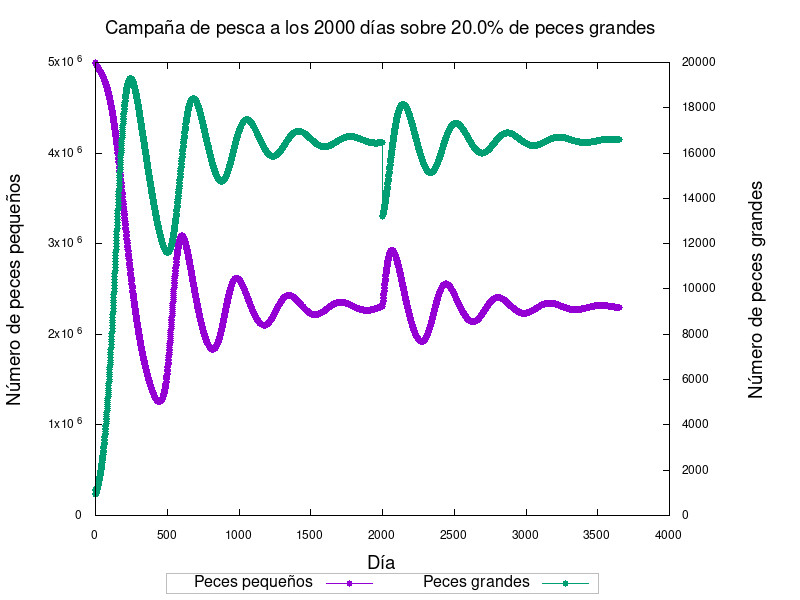 Campaña de pesca a los 2000 días sobre 20.0% de peces grandes
5x10 6
4x10 6
3x10 6
2x10 6
1x10 6
0
Número de peces pequeños
20000
18000
16000
14000
12000
10000
8000
6000
4000
2000
0
Número de peces grandes
0 500 1000 1500 2000 2500 3000 3500 4000
Día
Peces pequeños Peces grandes